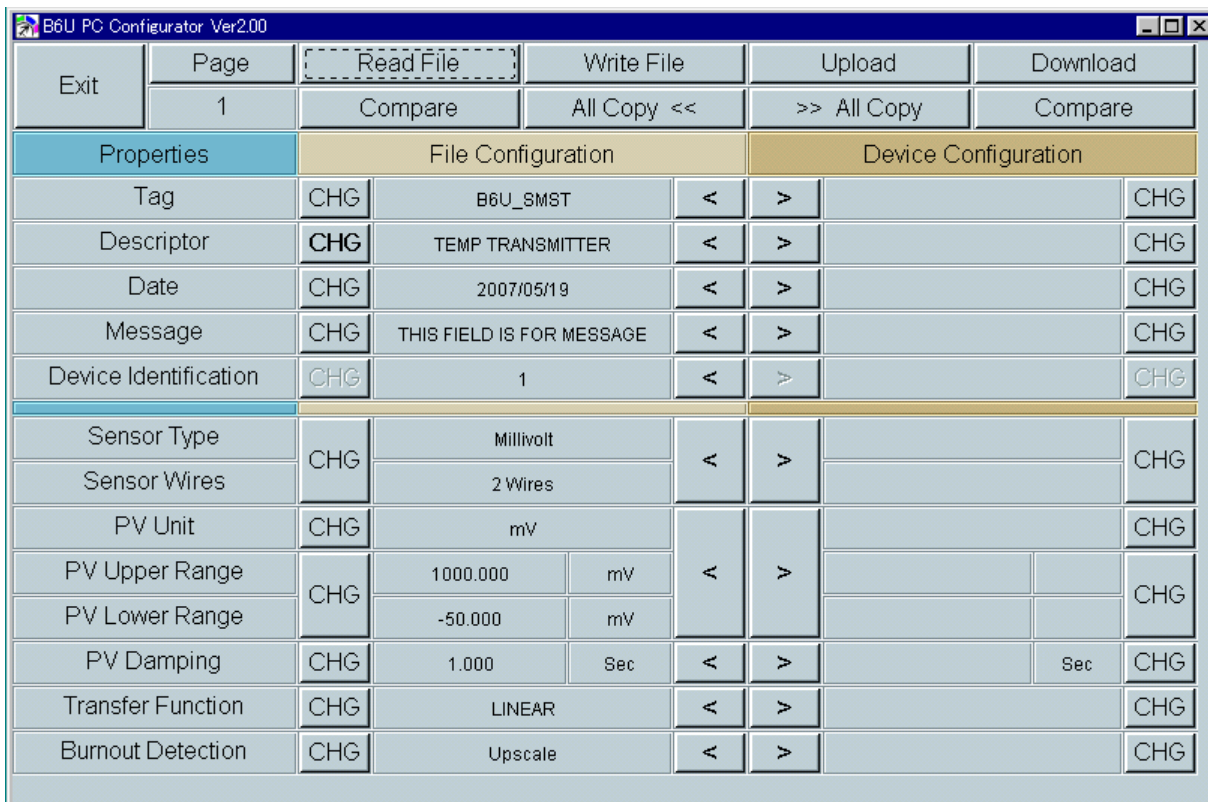 B6U PC Configurator Ver2.00
Exit Page Read File Write File Upload Download
1 Compare All Copy << >> All Copy Compare
Properties File Configuration Device Configuration
Tag CHG B6U_SMST < > CHG
Descriptor CHG TEMP TRANSMITTER < > CHG
Date CHG 2007/05/19 < > CHG
Message CHG THIS FIELD IS FOR MESSAGE < > CHG
Device Identification CHG 1 < > CHG
Sensor Type CHG Millivolt < > CHG
Sensor Wires 2 Wires
PV Unit CHG mV CHG
PV Upper Range CHG 1000.000 mV < > CHG
PV Lower Range -50.000 mV
PV Damping CHG 1.000 Sec < > Sec CHG
Transfer Function CHG LINEAR < > CHG
Burnout Detection CHG Upscale < > CHG